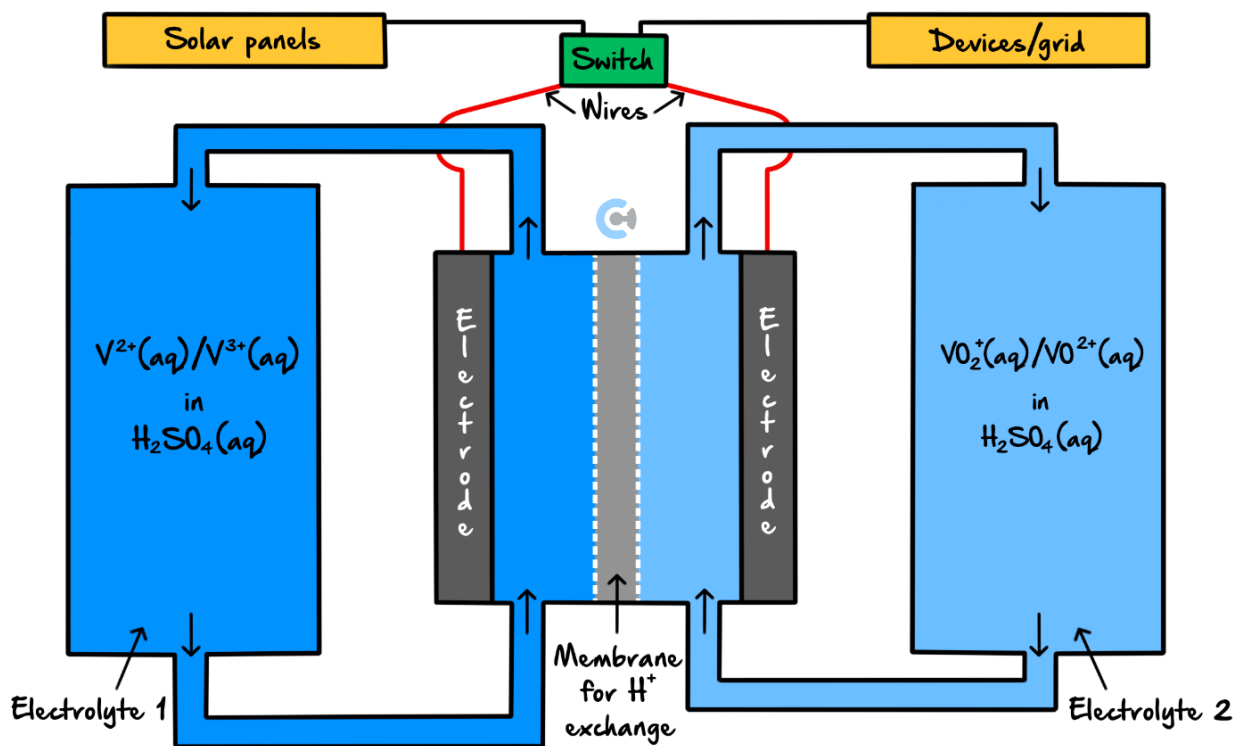 Solar panels
Switch
Devices/grid
Wires
V²⁺(aq)/V³⁺(aq)
in
H₂SO₄(aq)
Electrode
Electrode
VO₂⁺(aq)/VO²⁺(aq)
in
H₂SO₄(aq)
Electrolyte 1
Membrane
for H⁺
exchange
Electrolyte 2